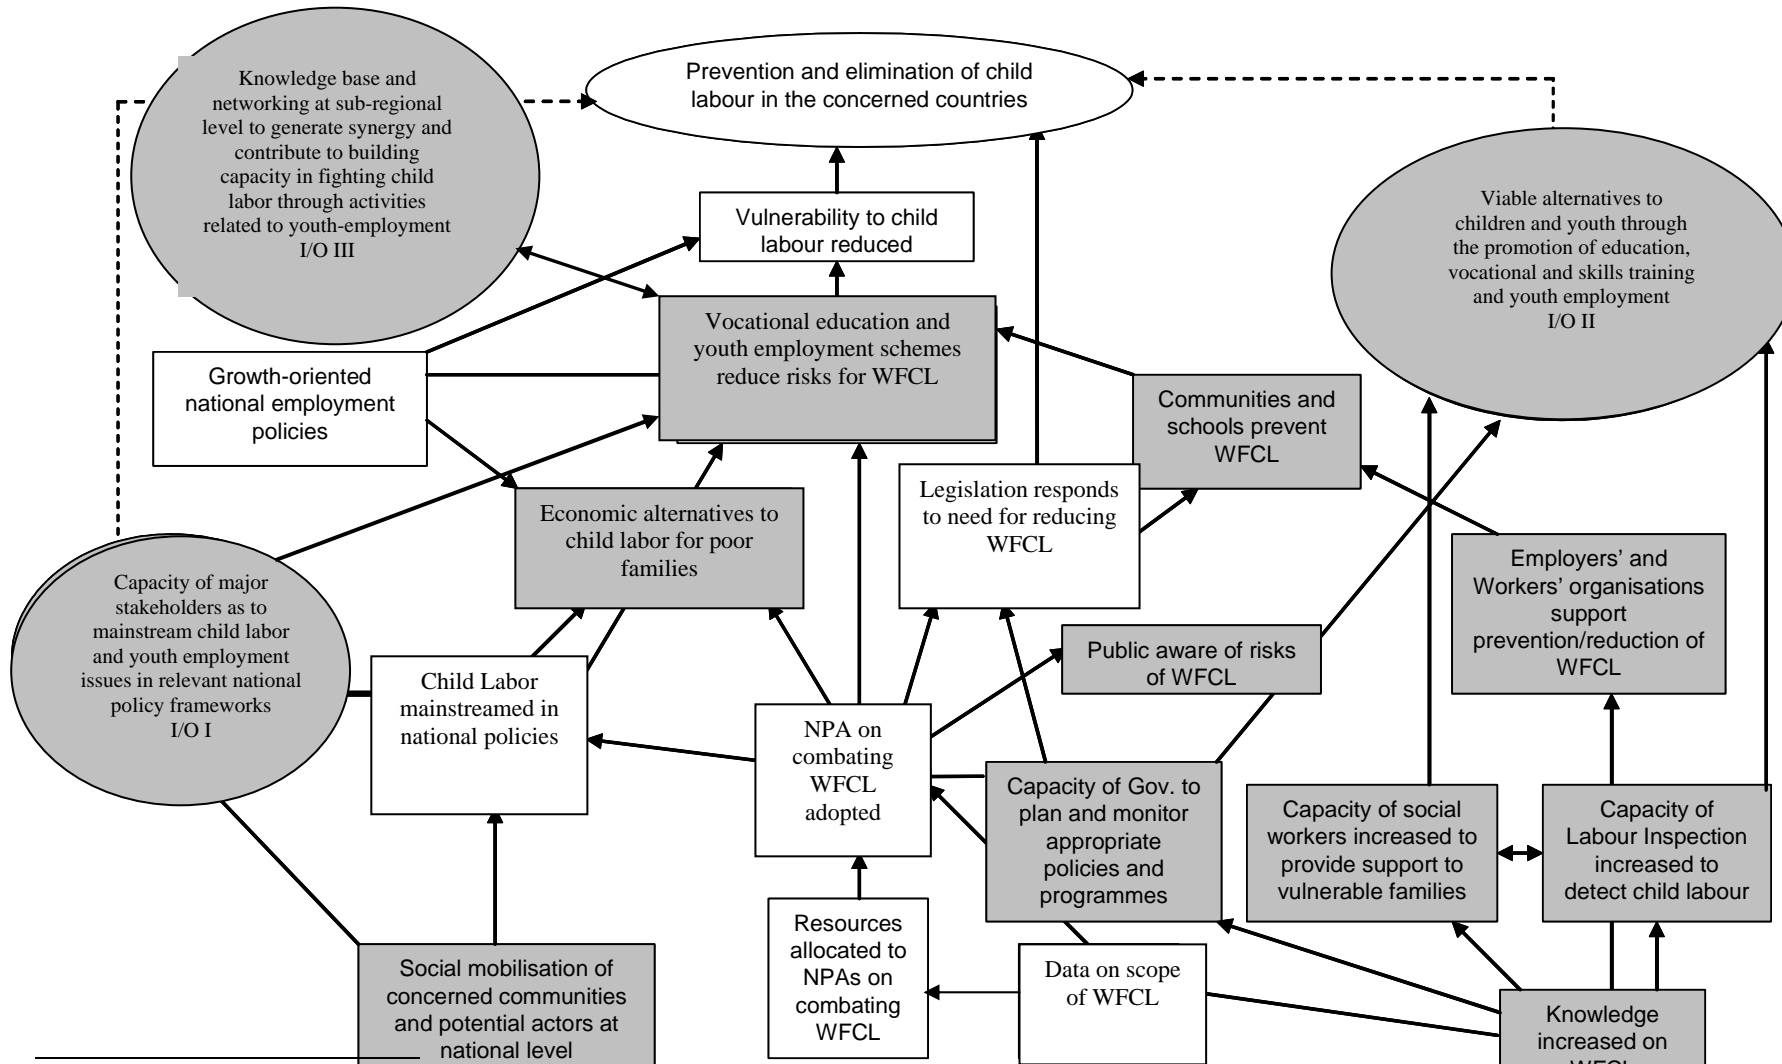 Knowledge base and
networking at sub-regional
level to generate synergy and
contribute to building
capacity in fighting child
labor through activities
related to youth-employment
I/O III
Prevention and elimination of child
labour in the concerned countries
Viable alternatives to
children and youth through
the promotion of education,
vocational and skills training
and youth employment
I/O II
Vulnerability to child
labour reduced
Vocational education and
youth employment schemes
reduce risks for WFCL
Growth-oriented
national employment
policies
Communities and
schools prevent
WFCL
Economic alternatives to
child labor for poor
families
Legislation responds
to need for reducing
WFCL
Employers’ and
Workers’ organisations
support
prevention/reduction of
WFCL
Capacity of major
stakeholders as to
mainstream child labor
and youth employment
issues in relevant national
policy frameworks
I/O I
Child Labor
mainstreamed in
national policies
Public aware of risks
of WFCL
NPA on
combating
WFCL
adopted
Capacity of Gov. to
plan and monitor
appropriate
policies and
programmes
Capacity of social
workers increased to
provide support to
vulnerable families
Capacity of
Labour Inspection
increased to
detect child labour
Resources
allocated to
NPAs on
combating
WFCL
Data on scope
of WFCL
Social mobilisation of
concerned communities
and potential actors at
national level
Knowledge
increased on
WFCL